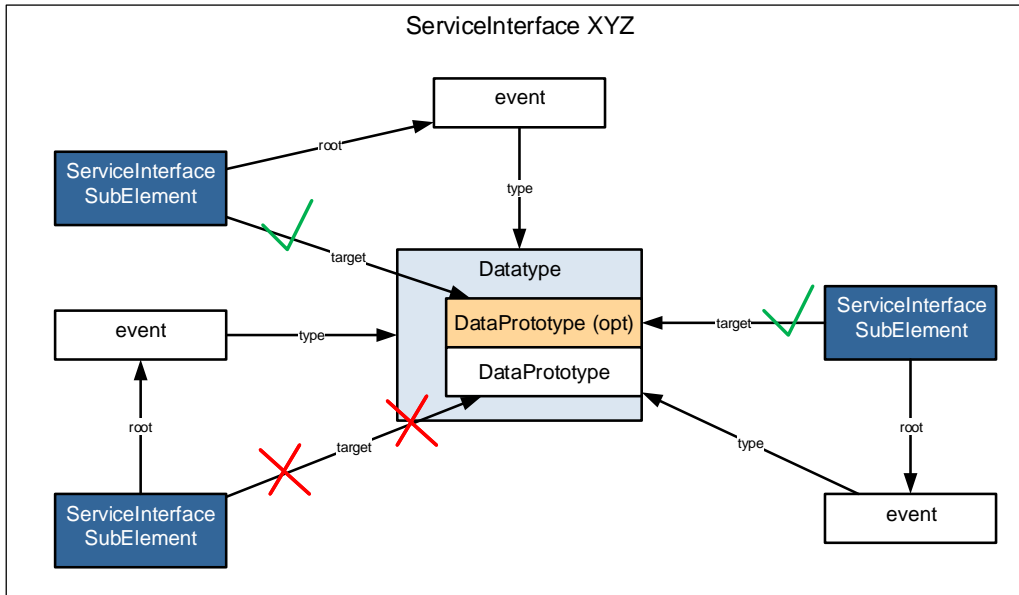 ServiceInterface XYZ
event
root
ServiceInterface
SubElement
type
target
Datatype
DataPrototype (opt)
DataPrototype
target
ServiceInterface
SubElement
event
type
root
target
ServiceInterface
SubElement
type
root
event